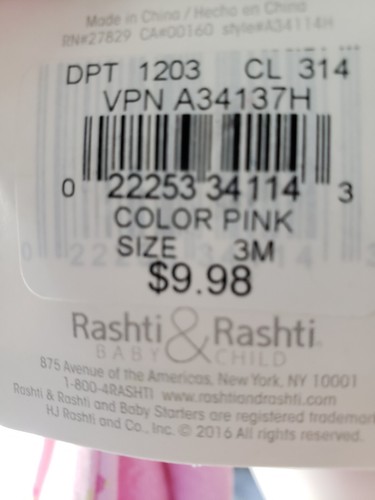 Made in China / Hecho en China
RN#27829 CA#00160 style#A34114H
DPT 1203 CL 314
VPN A34137H
0 22253 34114 3
COLOR PINK
SIZE 3M
$9.98
Rashti & Rashti
BABY CHILD
875 Avenue of the Americas, New York, NY 10001
1-800-4RASHTI www.rashtiandrashti.com
Rashti & Rashti and Baby Starters are registered trademar
HJ Rashti and Co., Inc. © 2016 All rights reserved.